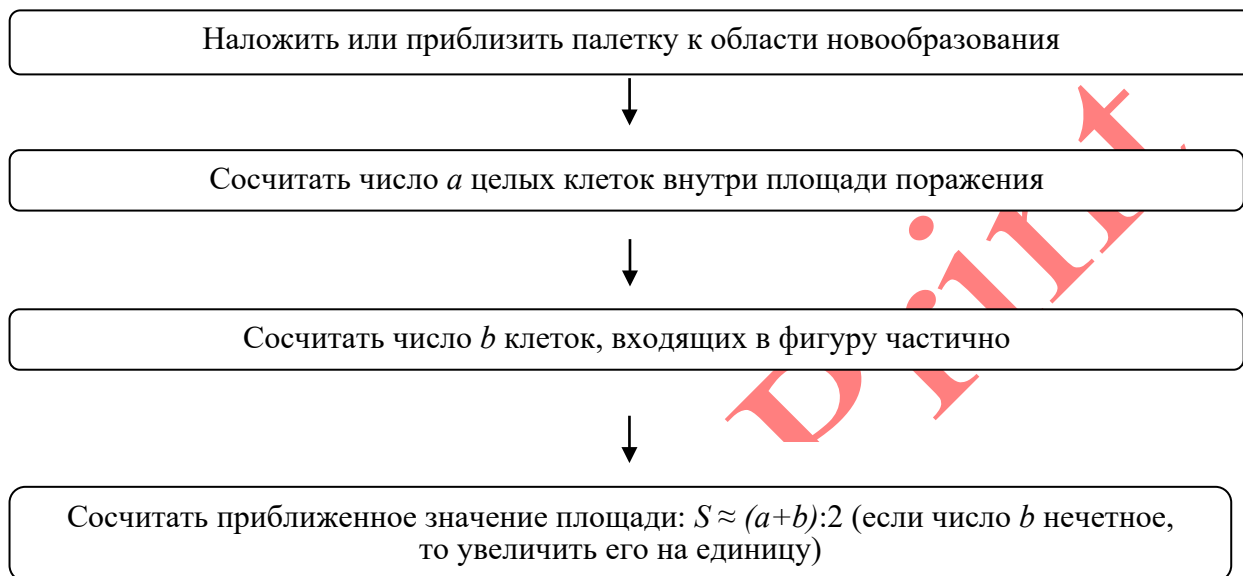 Наложить или приблизить палетку к области новообразования
Сосчитать число a целых клеток внутри площади поражения
Сосчитать число b клеток, входящих в фигуру частично
Сосчитать приближенное значение площади: S ≈ (a+b):2 (если число b нечетное,
то увеличить его на единицу)
Print